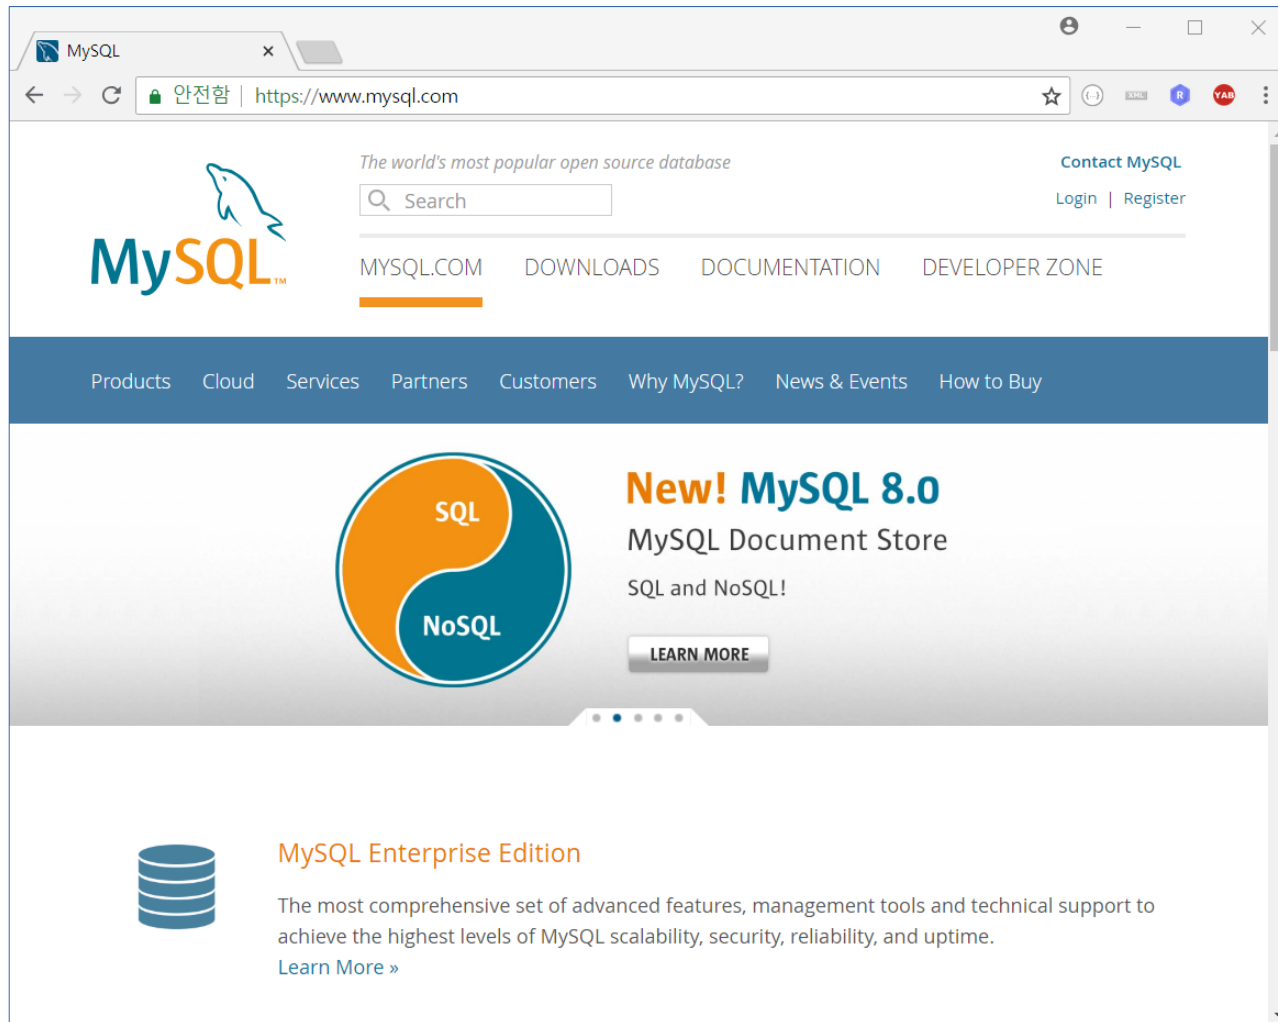 MySQL
안전함 | https://www.mysql.com
{··} XML R YAB
The world's most popular open source database
Contact MySQL
Search
Login | Register
MySQL™
MYSQL.COM DOWNLOADS DOCUMENTATION DEVELOPER ZONE
Products Cloud Services Partners Customers Why MySQL? News & Events How to Buy
SQL
NoSQL
New! MySQL 8.0
MySQL Document Store
SQL and NoSQL!
LEARN MORE
MySQL Enterprise Edition
The most comprehensive set of advanced features, management tools and technical support to
achieve the highest levels of MySQL scalability, security, reliability, and uptime.
Learn More »